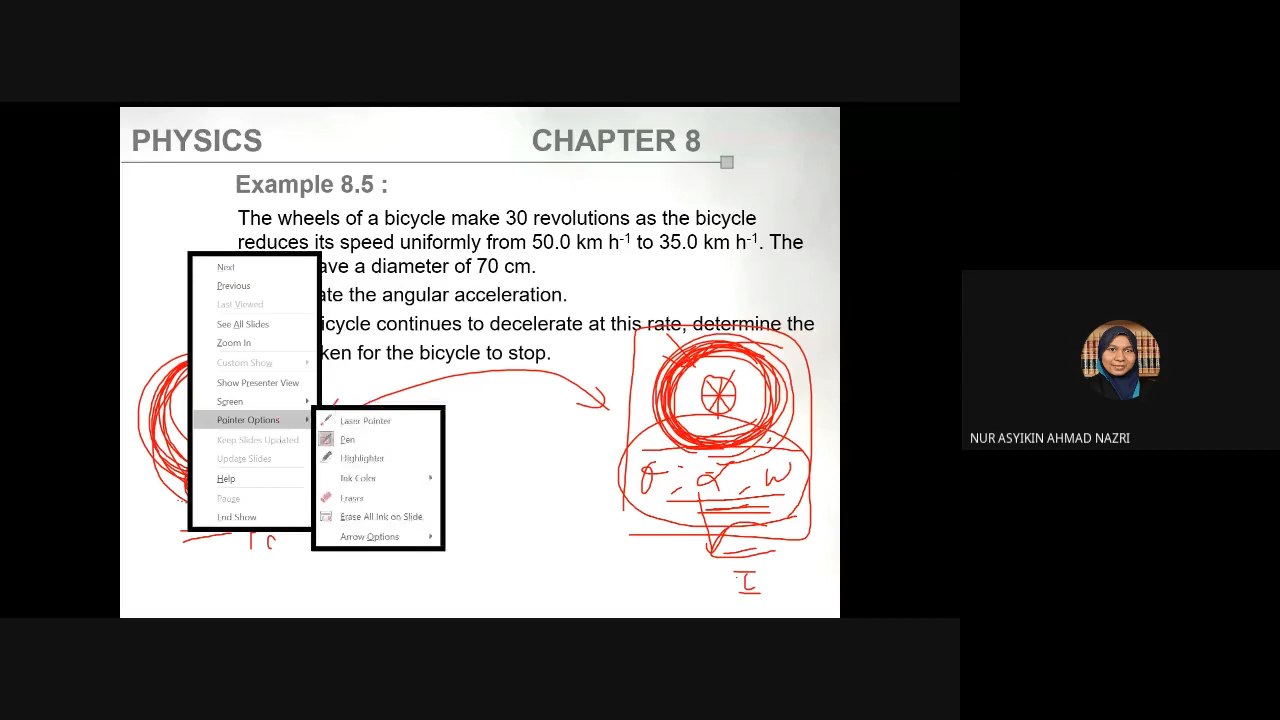 PHYSICS CHAPTER 8
Example 8.5 :
The wheels of a bicycle make 30 revolutions as the bicycle
reduces its speed uniformly from 50.0 km h-1 to 35.0 km h-1. The
ave a diameter of 70 cm.
ate the angular acceleration.
icycle continues to decelerate at this rate, determine the
ken for the bicycle to stop.
Next
Previous
Last Viewed
See All Slides
Zoom In
Custom Show
Show Presenter View
Screen
Pointer Options
Keep Slides Updated
Update Slides
Help
Pause
End Show
Laser Pointer
Pen
Highlighter
Ink Color
Eraser
Erase All Ink on Slide
Arrow Options
θ, α, ω
I
NUR ASYIKIN AHMAD NAZRI